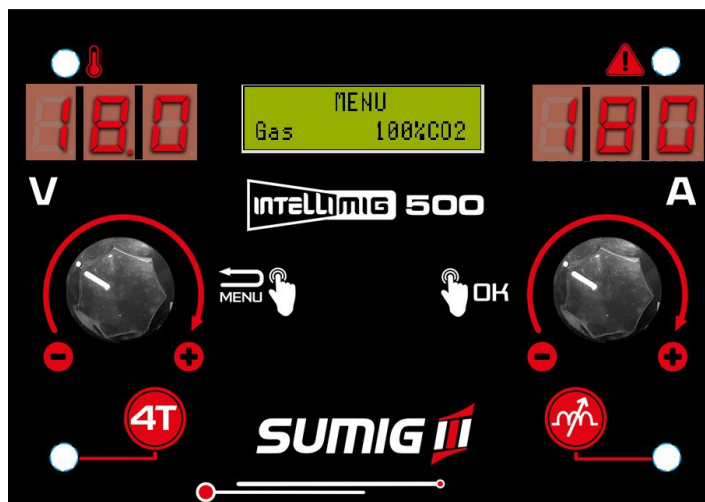 18.0
MENU
Gas 100%CO2
180
V
INTELLIMIG 500
A
MENU
OK
4T
SUMIG